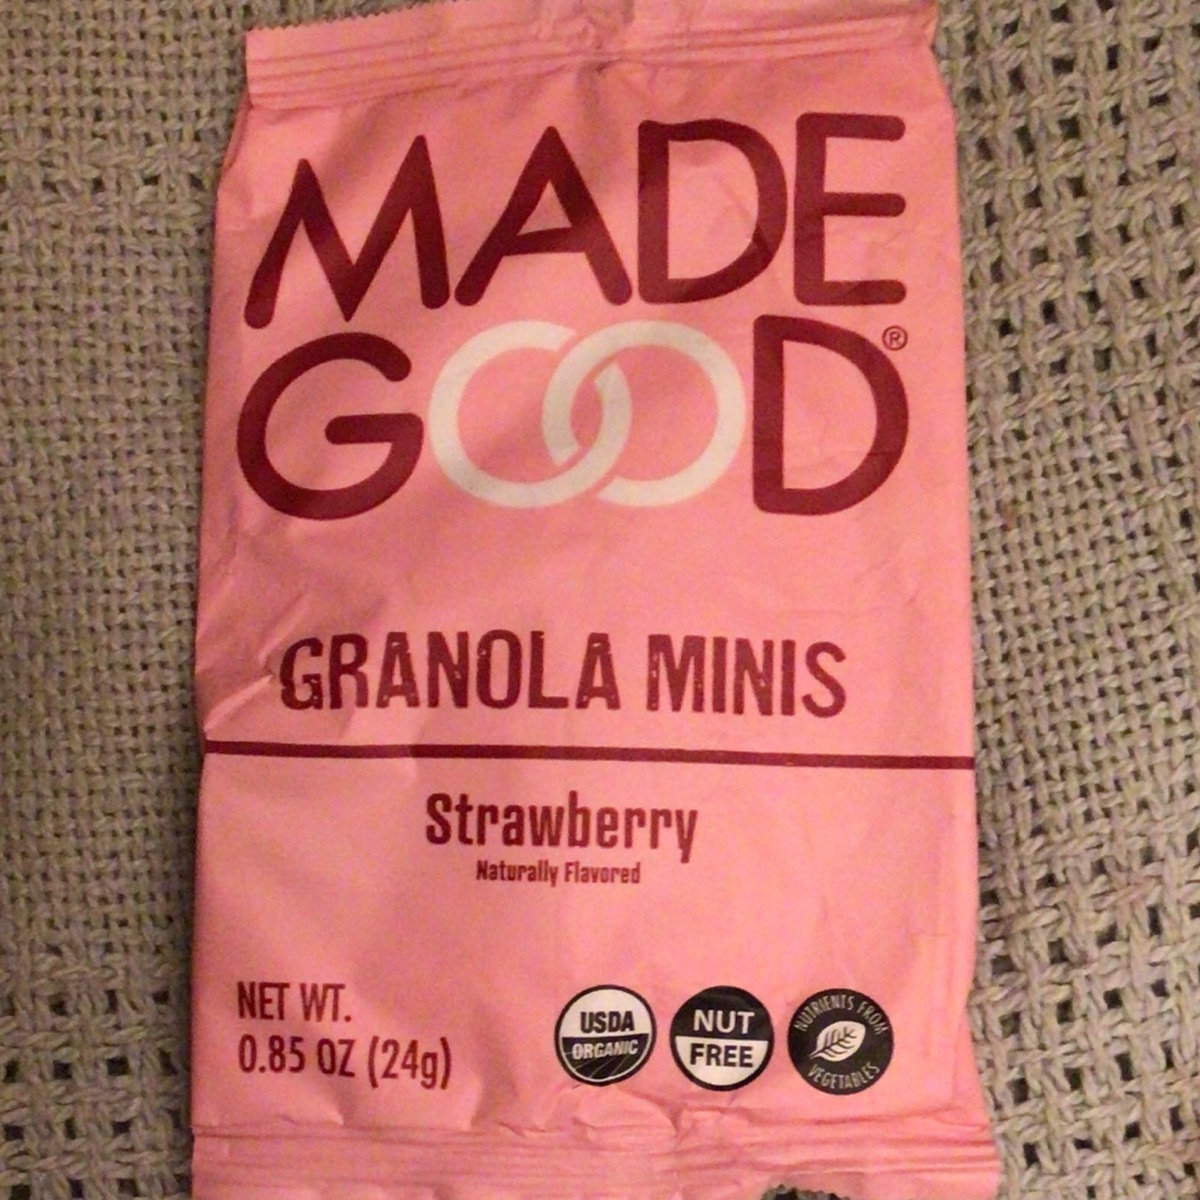 MADE
GOOD®
GRANOLA MINIS
Strawberry
Naturally Flavored
NET WT.
0.85 OZ (24g)
USDA
ORGANIC
NUT
FREE
NUTRIENTS FROM
VEGETABLES